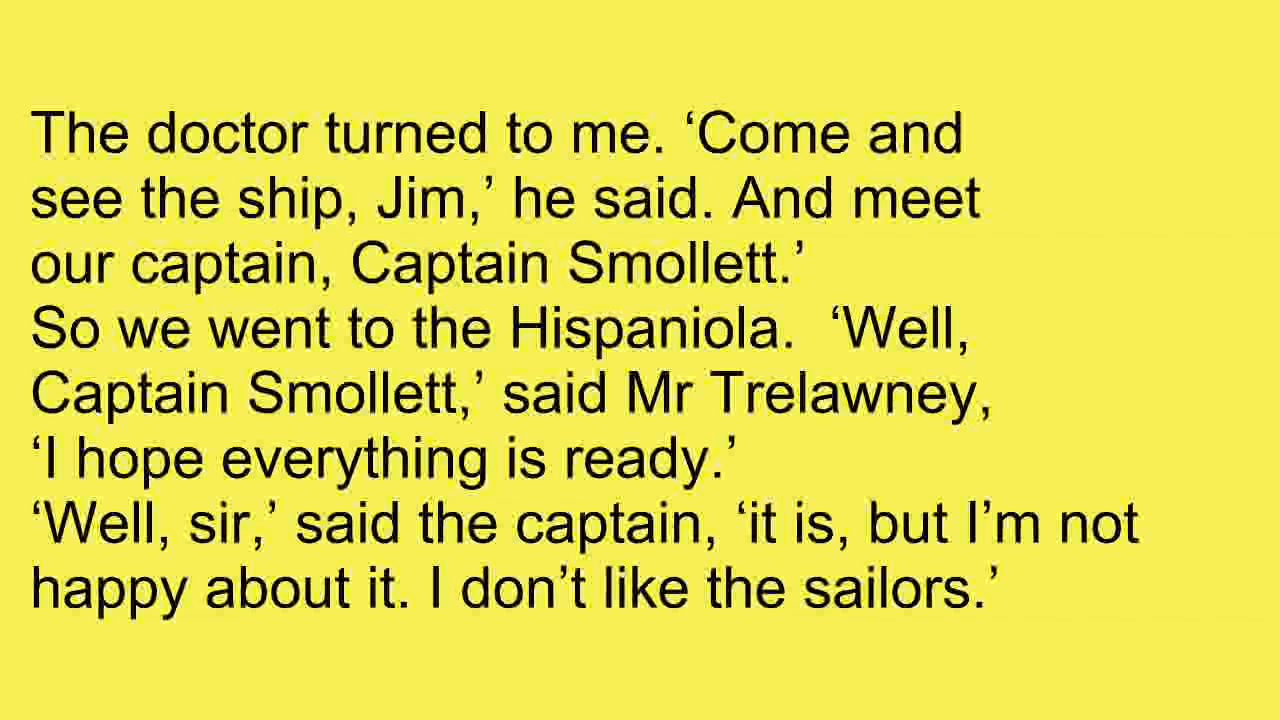 The doctor turned to me. ‘Come and
see the ship, Jim,’ he said. And meet
our captain, Captain Smollett.’
So we went to the Hispaniola.  ‘Well,
Captain Smollett,’ said Mr Trelawney,
‘I hope everything is ready.’
‘Well, sir,’ said the captain, ‘it is, but I’m not
happy about it. I don’t like the sailors.’